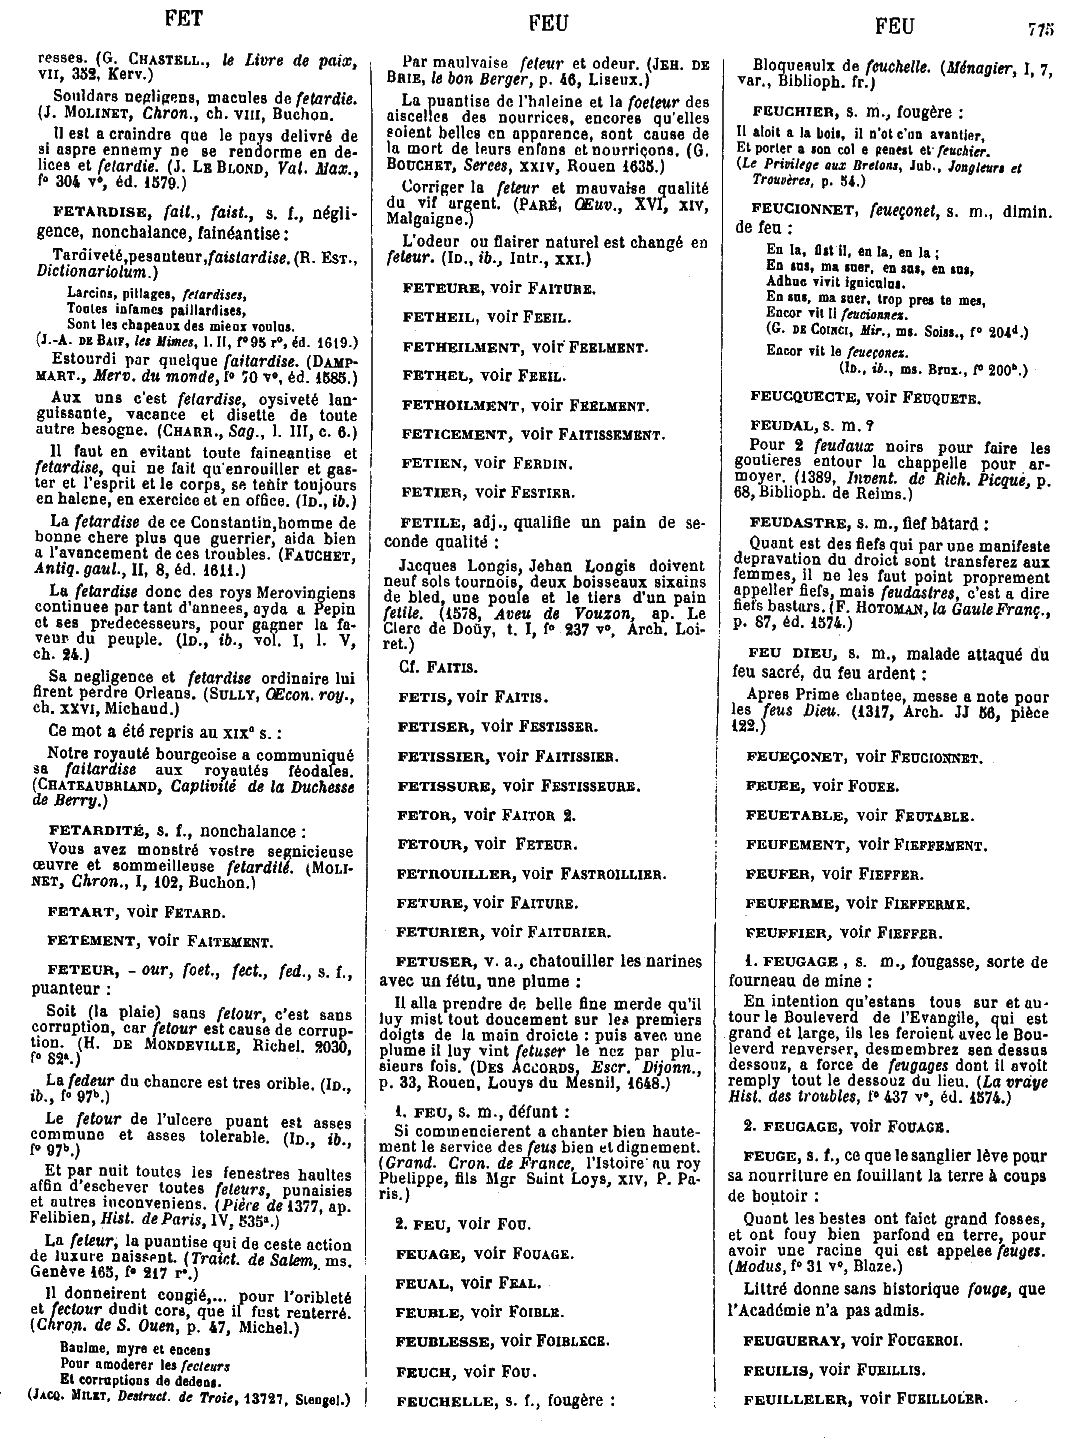 FET
FEU
FEU
775
resses. (G. CHASTELL., le Livre de paix,
VII, 352, Kerv.)
Souldars negligens, macules de fetardie.
(J. MOLINET, Chron., ch. VIII, Buchon.
Il est a craindre que le pays delivré de
si aspre ennemy ne se rendorme en de-
lices et fetardie. (J. LE BLOND, Val. Max.,
f° 304 v°, éd. 1579.)
FETARDISE, fait., faist., s. f., négli-
gence, nonchalance, fainéantise :
Tardiveté,pesanteur,faistardise. (R. EST.,
Dictionariolum.)
Larcins, pillages, fetardises,
Toutes infames paillardises,
Sont les chapeaux des mieux voulus.
(J.-A. DE BAIF, les Mimes, l. II, f° 95 r°, éd. 1619.)
Estourdi par quelque faitardise. (DAMP-
MART., Merv. du monde, f° 70 v°, éd. 1585.)
Aux uns c'est fetardise, oysiveté lan-
guissante, vacance et disette de toute
autre besogne. (CHARR., Sag., l. III, c. 6.)
Il faut en evitant toute faineantise et
fetardise, qui ne fait qu'enrouiller et gas-
ter et l'esprit et le corps, se tenir toujours
en halene, en exercice et en office. (ID., ib.)
La fetardise de ce Constantin,homme de
bonne chere plus que guerrier, aida bien
a l'avancement de ces troubles. (FAUCHET,
Antiq. gaul., II, 8, éd. 1611.)
La fetardise donc des roys Merovingiens
continuee par tant d'annees, ayda a Pepin
et ses predecesseurs, pour gagner la fa-
veur du peuple. (ID., ib., vol. I, l. V,
ch. 24.)
Sa negligence et fetardise ordinaire lui
firent perdre Orleans. (SULLY, Œcon. roy.,
ch. XXVI, Michaud.)
Ce mot a été repris au XIXe s. :
Notre royauté bourgeoise a communiqué
sa faitardise aux royautés féodales.
(CHATEAUBRIAND, Captivité de la Duchesse
de Berry.)
FETARDITÉ, s. f., nonchalance :
Vous avez monstré vostre segnicieuse
œuvre et sommeilleuse fetardité. (MOLI-
NET, Chron., I, 102, Buchon.)
FETART, voir FETARD.
FETEMENT, voir FAITEMENT.
FETEUR, - our, foet., fect., fed., s. f.,
puanteur :
Soit (la plaie) sans fetour, c'est sans
corruption, car fetour est cause de corrup-
tion. (H. DE MONDEVILLE, Richel. 2030,
f° 82a.)
La fedeur du chancre est tres orible. (ID.,
ib., f° 97b.)
Le fetour de l'ulcere puant est asses
commune et asses tolerable. (ID., ib.,
f° 97b.)
Et par nuit toutes les fenestres haultes
affin d'eschever toutes feteurs, punaisies
et autres inconveniens. (Pièce de 1377, ap.
Felibien, Hist. de Paris, IV, 535a.)
La feteur, la puantise qui de ceste action
de luxure naissent. (Traict. de Salem, ms.
Genève 165, f° 217 r°.)
Il donneirent congié,... pour l'oribleté
et fectour dudit cors, que il fust renterré.
(Chron. de S. Ouen, p. 47, Michel.)
Baulme, myre et encens
Pour amoderer les fecteurs
Et corruptions de dedens.
(JACQ. MILET, Destruct. de Troie, 13727, Stengel.)
Par maulvaise feteur et odeur. (JEH. DE
BRIE, le bon Berger, p. 46, Liseux.)
La puantise de l'haleine et la foeteur des
aiscelles des nourrices, encores qu'elles
soient belles en apparence, sont cause de
la mort de leurs enfans et nourriçons. (G.
BOUCHET, Serees, XXIV, Rouen 1635.)
Corriger la feteur et mauvaise qualité
du vif argent. (PARÉ, Œuv., XVI, XIV,
Malgaigne.)
L'odeur ou flairer naturel est changé en
feteur. (ID., ib., Intr., XXI.)
FETEURE, voir FAITURE.
FETHEIL, voir FEEIL.
FETHEILMENT, voir FEELMENT.
FETHEL, voir FEEIL.
FETHOILMENT, voir FEELMENT.
FETICEMENT, voir FAITISSEMENT.
FETIEN, voir FERDIN.
FETIER, voir FESTIER.
FETILE, adj., qualifie un pain de se-
conde qualité :
Jacques Longis, Jehan Longis doivent
neuf sols tournois, deux boisseaux sixains
de bled, une poule et le tiers d'un pain
fetile. (1578, Aveu de Vouzon, ap. Le
Clerc de Doüy, t. I, f° 237 v°, Arch. Loi-
ret.)
Cf. FAITIS.
FETIS, voir FAITIS.
FETISER, voir FESTISSER.
FETISSIER, voir FAITISSIER.
FETISSURE, voir FESTISSEURE.
FETOR, voir FAITOR 2.
FETOUR, voir FETEUR.
FETROUILLER, voir FASTROILLIER.
FETURE, voir FAITURE.
FETURIER, voir FAITURIER.
FETUSER, v. a., chatouiller les narines
avec un fétu, une plume :
Il alla prendre de belle fine merde qu'il
luy mist tout doucement sur les premiers
doigts de la main droicte : puis avec une
plume il luy vint fetuser le nez par plu-
sieurs fois. (DES ACCORDS, Escr. Dijonn.,
p. 33, Rouen, Louys du Mesnil, 1648.)
1. FEU, s. m., défunt :
Si commencierent a chanter bien haute-
ment le service des feus bien et dignement.
(Grand. Cron. de France, l'Istoire au roy
Phelippe, fils Mgr Saint Loys, XIV, P. Pa-
ris.)
2. FEU, voir FOU.
FEUAGE, voir FOUAGE.
FEUAL, voir FEAL.
FEUBLE, voir FOIBLE.
FEUBLESSE, voir FOIBLECE.
FEUCH, voir FOU.
FEUCHELLE, s. f., fougère :
Bloqueaulx de fouchelle. (Ménagier, I, 7,
var., Biblioph. fr.)
FEUCHIER, s. m., fougère :
Il aloit a la bois, il n'ot c'un avantier,
Et porter a son col e genest et feuchier.
(Le Privilege aux Bretons, Jub., Jongleurs et
Trouvères, p. 54.)
FEUCIONNET, feueçonet, s. m., dimin.
de feu :
En la, fist il, en la, en la ;
En sus, ma suer, en sus, en sus,
Adhuc vivit igniculus.
En sus, ma suer, trop pres te mes,
Encor vit li feucionnez.
(G. DE COINCI, Mir., ms. Soiss., f° 204d.)
Encor vit le feueçonez.
(ID., ib., ms. Brux., f° 200b.)
FEUCQUECTE, voir FEUQUETE.
FEUDAL, s. m. ?
Pour 2 feudaux noirs pour faire les
goutieres entour la chappelle pour ar-
moyer. (1389, Invent. de Rich. Picque, p.
68, Biblioph. de Reims.)
FEUDASTRE, s. m., fief bâtard :
Quant est des fiefs qui par une manifeste
depravation du droict sont transferez aux
femmes, il ne les faut point proprement
appeller fiefs, mais feudastres, c'est a dire
fiefs bastars. (F. HOTOMAN, la Gaule Franç.,
p. 87, éd. 1574.)
FEU DIEU, s. m., malade attaqué du
feu sacré, du feu ardent :
Apres Prime chantee, messe a note pour
les feus Dieu. (1317, Arch. JJ 56, pièce
122.)
FEUEÇONET, voir FEUCIONNET.
FEUEE, voir FOUEE.
FEUETABLE, voir FEUTABLE.
FEUFEMENT, voir FIEFFEMENT.
FEUFER, voir FIEFFER.
FEUFERME, voir FIEFFERME.
FEUFFIER, voir FIEFFER.
1. FEUGAGE , s. m., fougasse, sorte de
fourneau de mine :
En intention qu'estans tous sur et au-
tour le Bouleverd de l'Evangile, qui est
grand et large, ils les feroient avec le Bou-
leverd renverser, desmembrez sen dessus
dessouz, a force de feugages dont il avoit
remply tout le dessouz du lieu. (La vraye
Hist. des troubles, f° 437 v°, éd. 1574.)
2. FEUGAGE, voir FOUAGE.
FEUGE, s. f., ce que le sanglier lève pour
sa nourriture en fouillant la terre à coups
de boutoir :
Quant les bestes ont faict grand fosses,
et ont fouy bien parfond en terre, pour
avoir une racine qui est appelee feuges.
(Modus, f° 31 v°, Blaze.)
Littré donne sans historique fouge, que
l'Académie n'a pas admis.
FEUGUERAY, voir FOUGEROI.
FEUILIS, voir FUEILLIS.
FEUILLELER, voir FUEILLOLER.